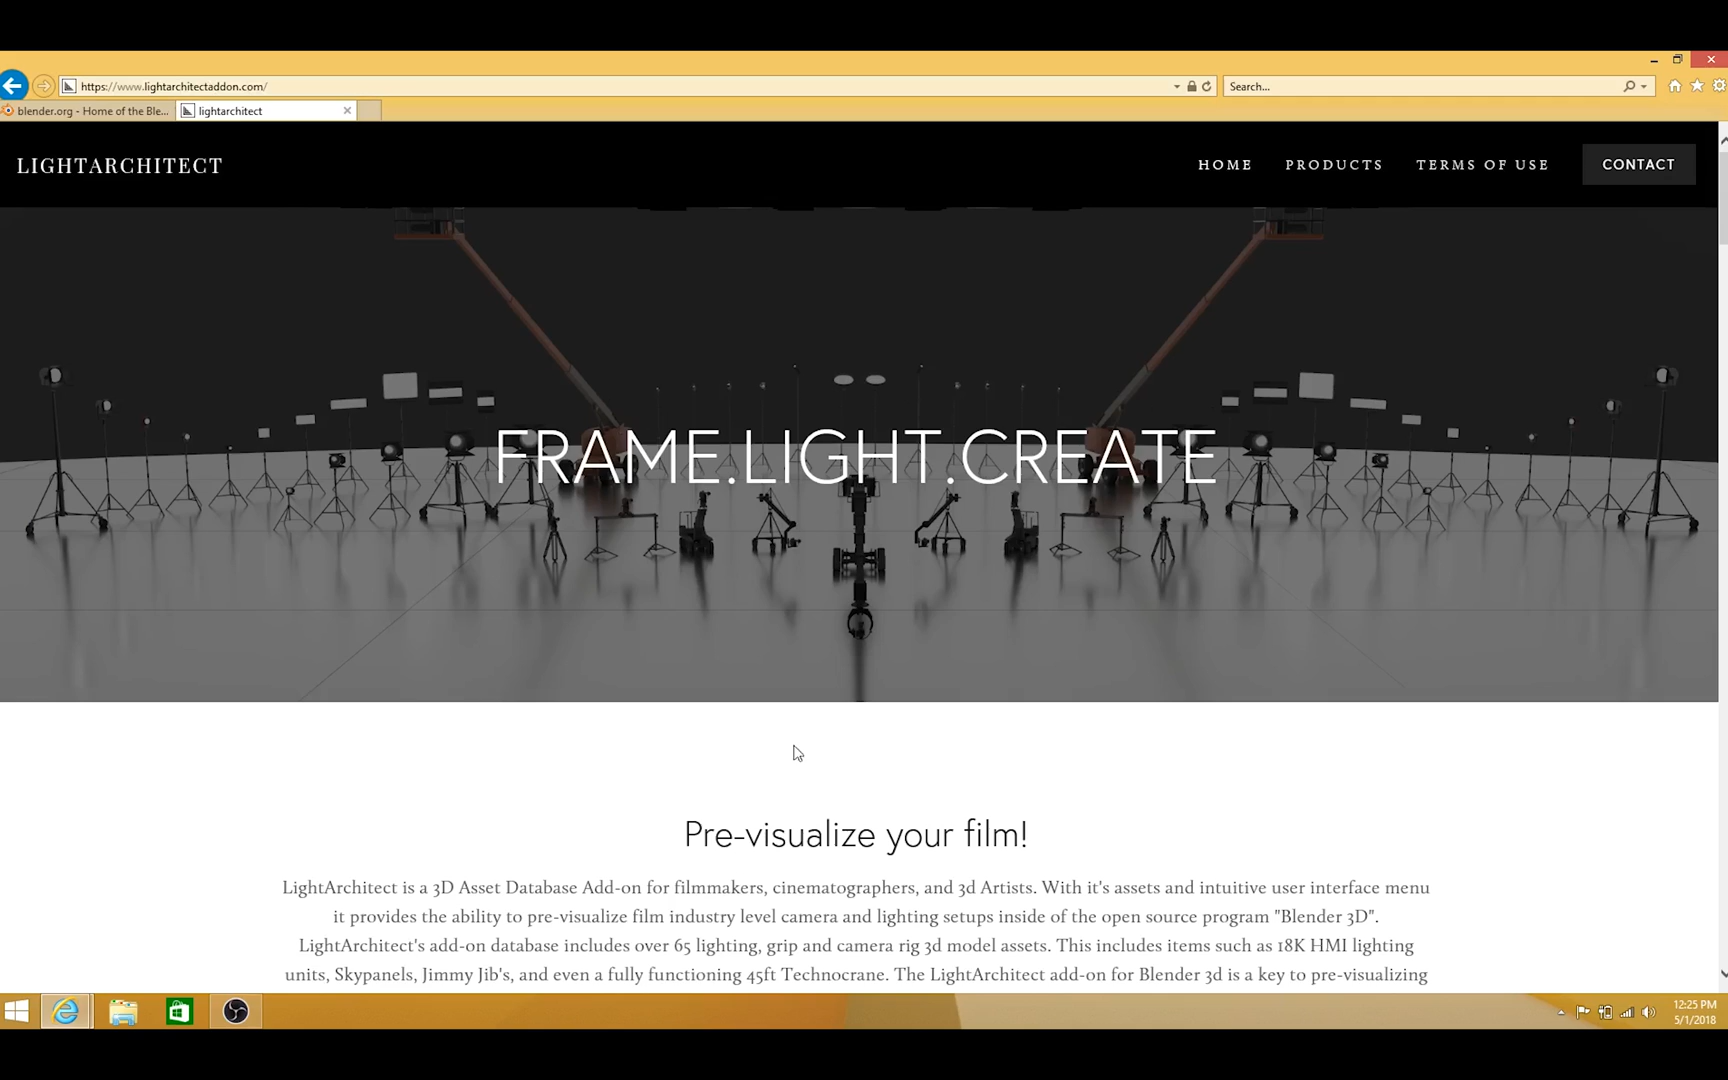 https://www.lightarchitectaddon.com/
Search...
blender.org - Home of the Ble...
lightarchitect
LIGHTARCHITECT
HOME
PRODUCTS
TERMS OF USE
CONTACT
FRAME.LIGHT.CREATE
Pre-visualize your film!
LightArchitect is a 3D Asset Database Add-on for filmmakers, cinematographers, and 3d Artists. With it's assets and intuitive user interface menu
it provides the ability to pre-visualize film industry level camera and lighting setups inside of the open source program "Blender 3D".
LightArchitect's add-on database includes over 65 lighting, grip and camera rig 3d model assets. This includes items such as 18K HMI lighting
units, Skypanels, Jimmy Jib's, and even a fully functioning 45ft Technocrane. The LightArchitect add-on for Blender 3d is a key to pre-visualizing
12:25 PM
5/1/2018